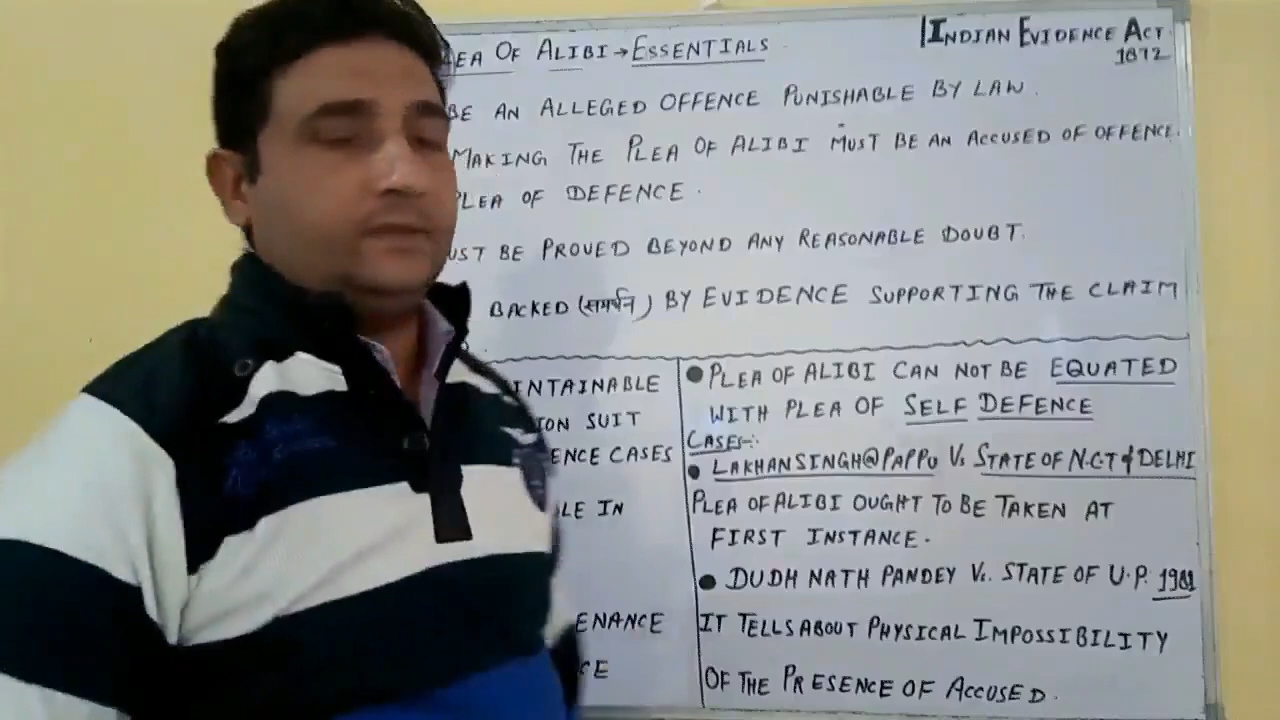 OF ALIBI → ESSENTIALS
INDIAN EVIDENCE ACT
1872
BE AN ALLEGED OFFENCE PUNISHABLE BY LAW.
MAKING THE PLEA OF ALIBI MUST BE AN ACCUSED OF OFFENCE.
PLEA OF DEFENCE.
BE PROVED BEYOND ANY REASONABLE DOUBT.
BACKED (समर्थन) BY EVIDENCE SUPPORTING THE CLAIM
INTAINABLE
ION SUIT
ENCE CASES
LE IN
ENANCE
CE
● PLEA OF ALIBI CAN NOT BE EQUATED
WITH PLEA OF SELF DEFENCE
CASES:-
● LAKHANSINGH@PAPPU Vs STATE OF N.C.T of DELHI
PLEA OF ALIBI OUGHT TO BE TAKEN AT
FIRST INSTANCE.
● DUDH NATH PANDEY Vs. STATE OF U.P. 1981
IT TELLS ABOUT PHYSICAL IMPOSSIBILITY
OF THE PRESENCE OF ACCUSED.